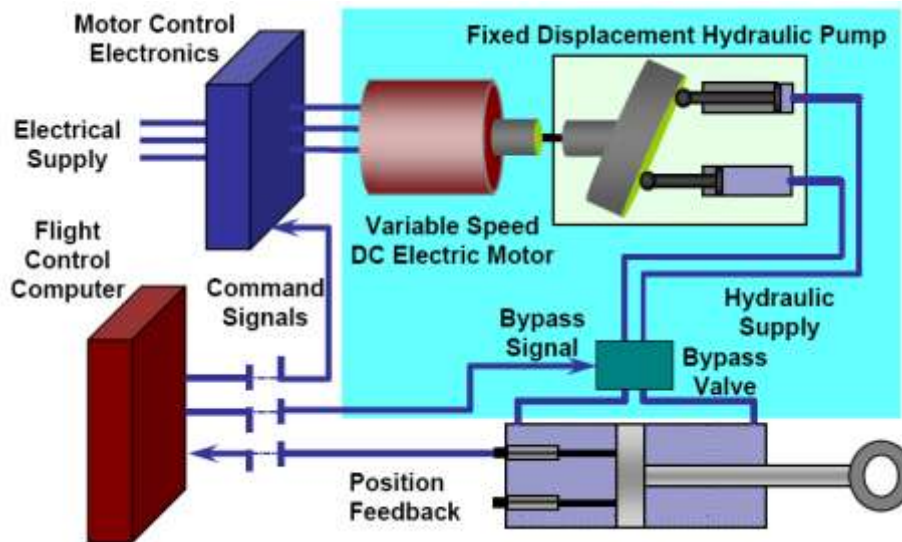 Motor Control
Electronics
Fixed Displacement Hydraulic Pump
Electrical
Supply
Variable Speed
DC Electric Motor
Flight
Control
Computer
Command
Signals
Hydraulic
Supply
Bypass
Signal
Bypass
Valve
Position
Feedback